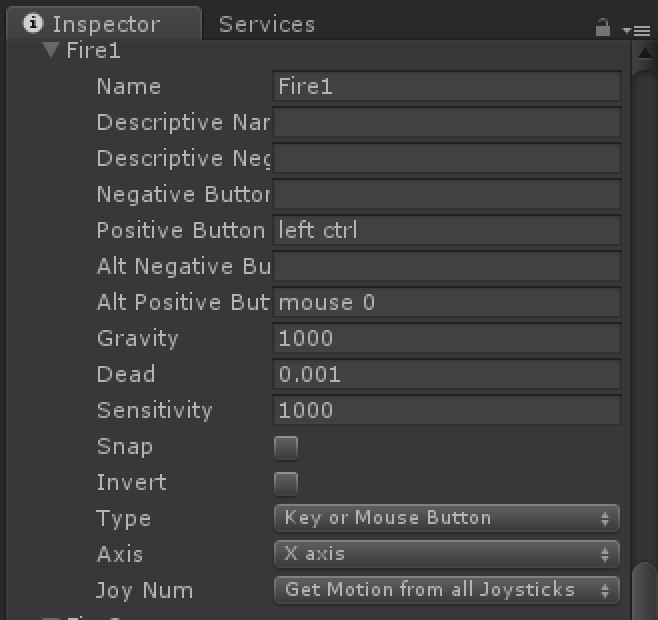 Inspector Services
Fire1
Name Fire1
Descriptive Nar
Descriptive Neg
Negative Button
Positive Button left ctrl
Alt Negative Bu
Alt Positive But mouse 0
Gravity 1000
Dead 0.001
Sensitivity 1000
Snap
Invert
Type Key or Mouse Button
Axis X axis
Joy Num Get Motion from all Joysticks